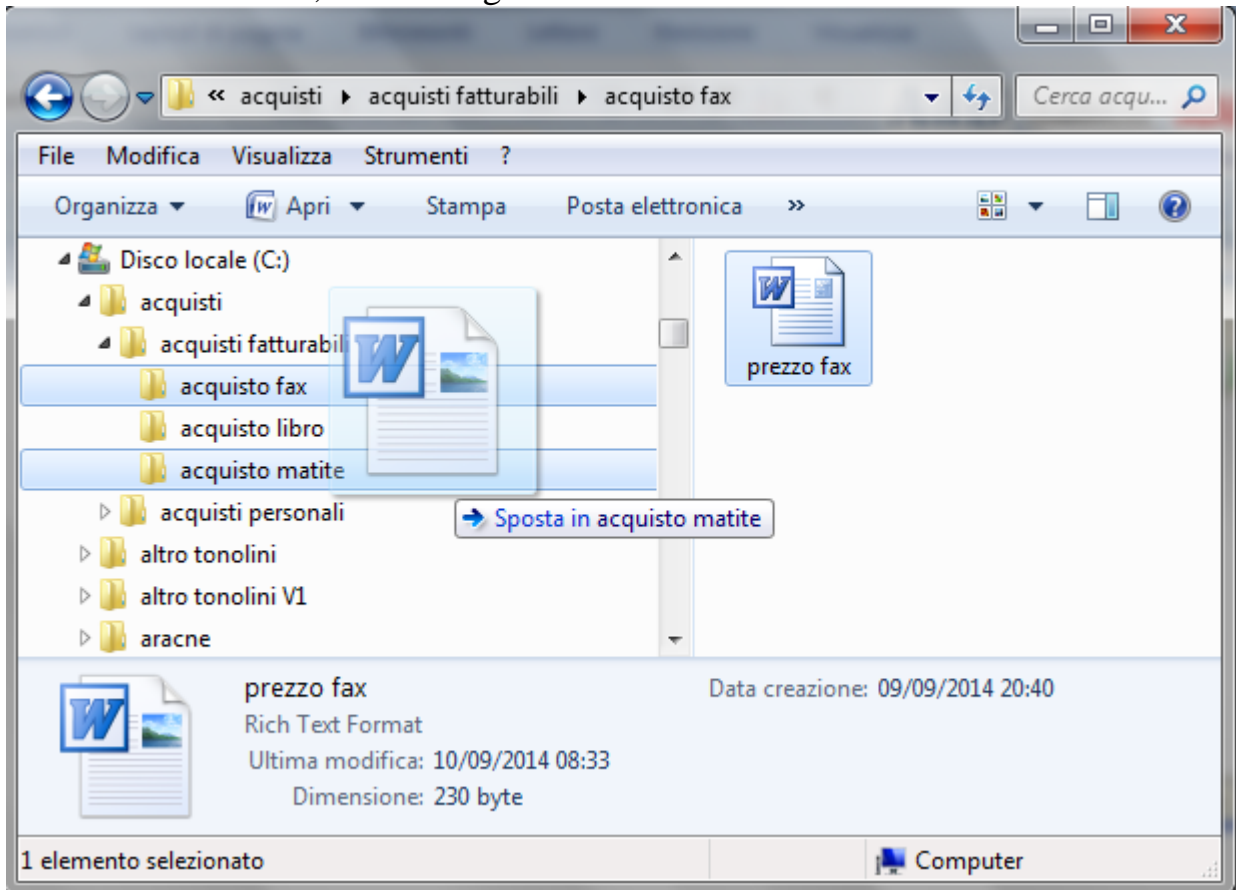 « acquisti ▸ acquisti fatturabili ▸ acquisto fax
Cerca acqu...
File Modifica Visualizza Strumenti ?
Organizza Apri Stampa Posta elettronica »
Disco locale (C:)
acquisti
acquisti fatturabili
acquisto fax
acquisto libro
acquisto matite
acquisti personali
altro tonolini
altro tonolini V1
aracne
prezzo fax
Sposta in acquisto matite
prezzo fax
Rich Text Format
Ultima modifica: 10/09/2014 08:33
Dimensione: 230 byte
Data creazione: 09/09/2014 20:40
1 elemento selezionato
Computer